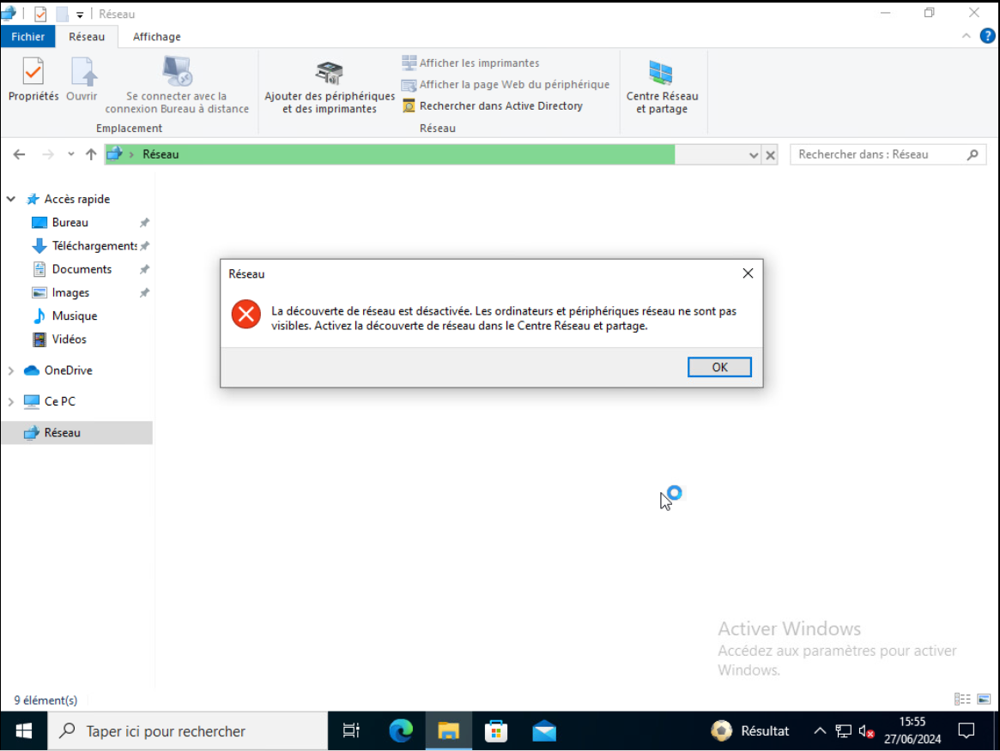 Réseau
Fichier
Réseau
Affichage
Propriétés
Ouvrir
Se connecter avec la
connexion Bureau à distance
Emplacement
Ajouter des périphériques
et des imprimantes
Afficher les imprimantes
Afficher la page Web du périphérique
Rechercher dans Active Directory
Réseau
Centre Réseau
et partage
Réseau
Rechercher dans : Réseau
Accès rapide
Bureau
Téléchargements
Documents
Images
Musique
Vidéos
OneDrive
Ce PC
Réseau
Réseau
La découverte de réseau est désactivée. Les ordinateurs et périphériques réseau ne sont pas
visibles. Activez la découverte de réseau dans le Centre Réseau et partage.
OK
Activer Windows
Accédez aux paramètres pour activer
Windows.
9 élément(s)
Taper ici pour rechercher
Résultat
15:55
27/06/2024